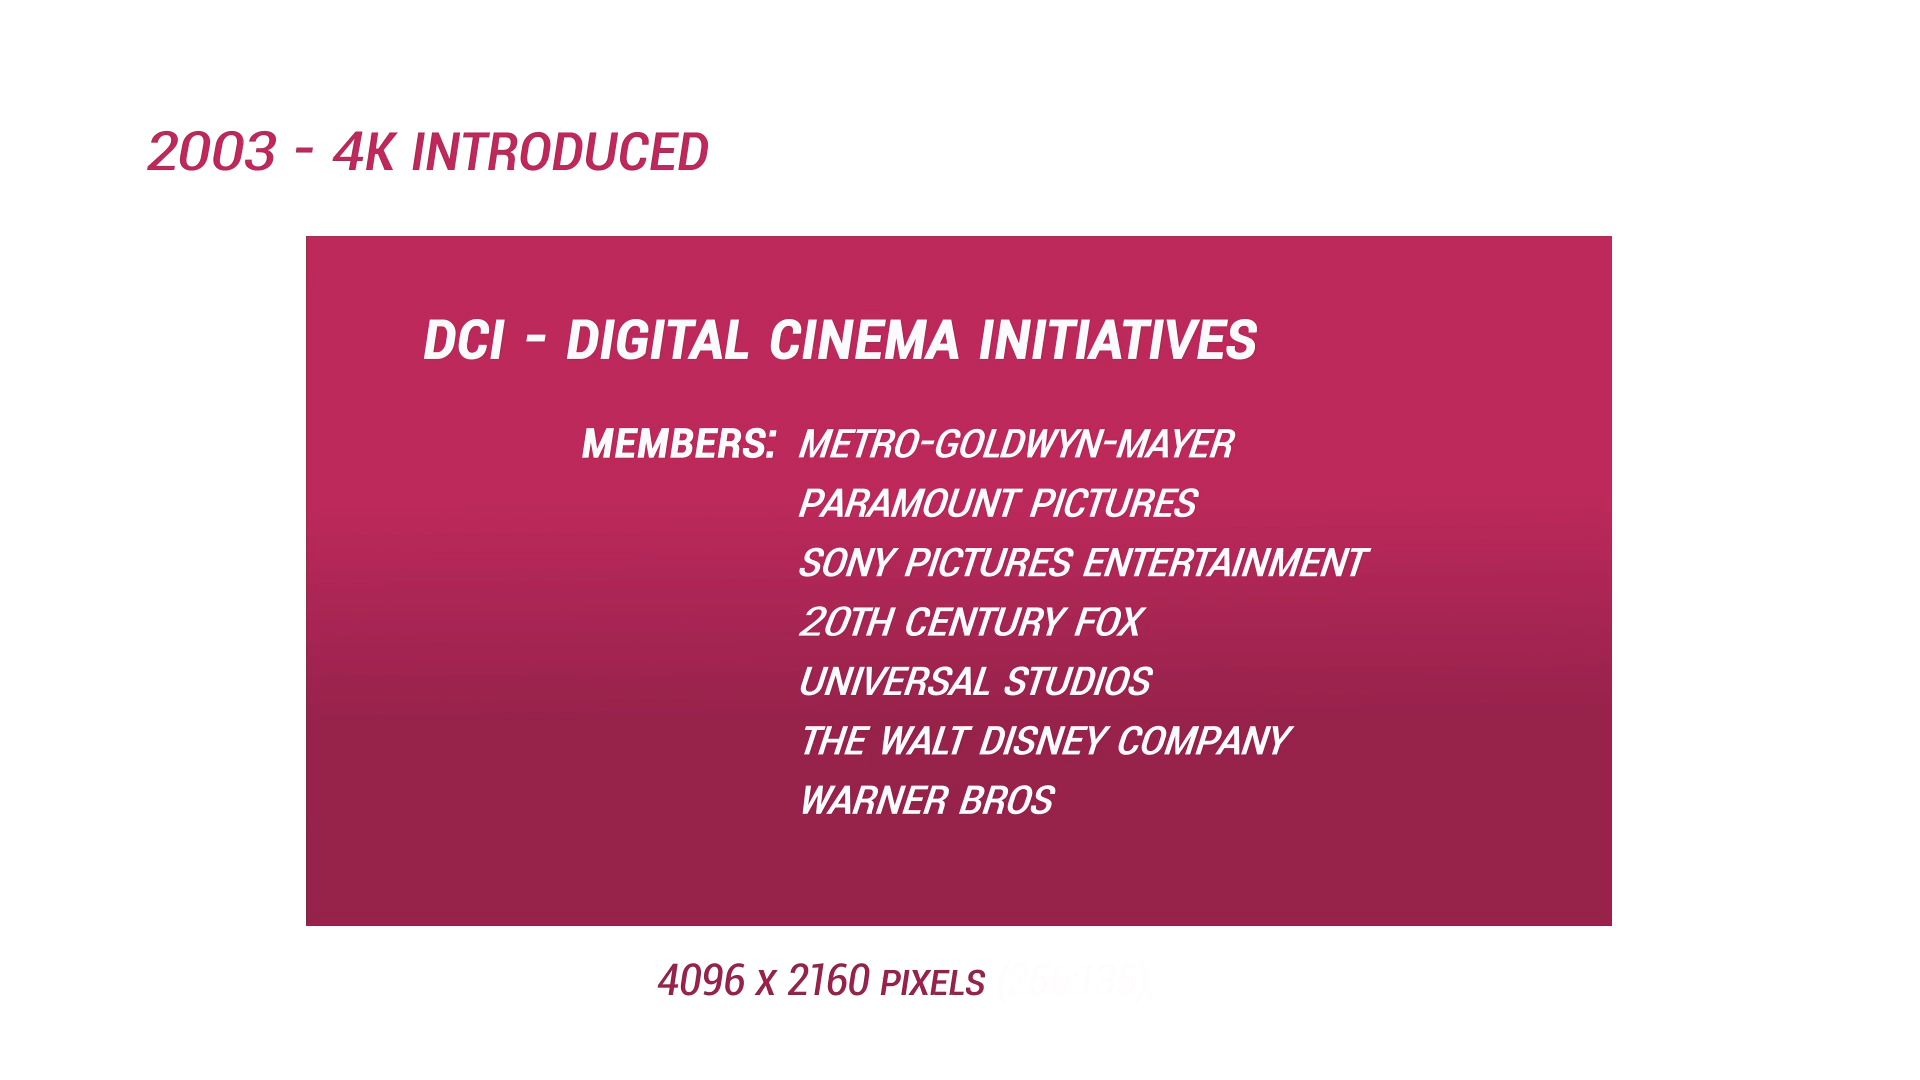 2003 - 4K INTRODUCED
DCI - DIGITAL CINEMA INITIATIVES
MEMBERS: METRO-GOLDWYN-MAYER
PARAMOUNT PICTURES
SONY PICTURES ENTERTAINMENT
20TH CENTURY FOX
UNIVERSAL STUDIOS
THE WALT DISNEY COMPANY
WARNER BROS
4096 X 2160 PIXELS